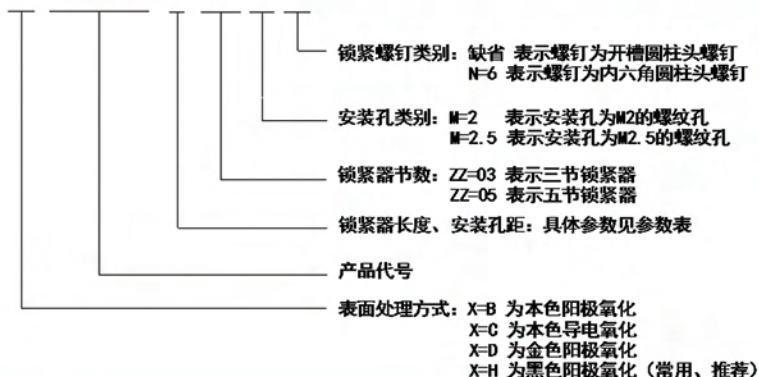 锁紧螺钉类别：缺省 表示螺钉为开槽圆柱头螺钉
N=6 表示螺钉为内六角圆柱头螺钉
安装孔类别：M=2 表示安装孔为M2的螺纹孔
M=2.5 表示安装孔为M2.5的螺纹孔
锁紧器节数：ZZ=03 表示三节锁紧器
ZZ=05 表示五节锁紧器
锁紧器长度、安装孔距：具体参数见参数表
产品代号
表面处理方式：X=B 为本色阳极氧化
X=C 为本色导电氧化
X=D 为金色阳极氧化
X=H 为黑色阳极氧化（常用、推荐）